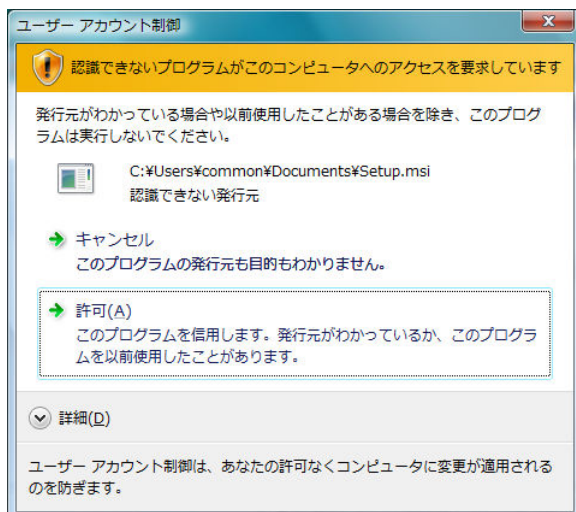 ユーザー アカウント制御
認識できないプログラムがこのコンピュータへのアクセスを要求しています
発行元がわかっている場合や以前使用したことがある場合を除き、このプログ
ラムは実行しないでください。
C:¥Users¥common¥Documents¥Setup.msi
認識できない発行元
キャンセル
このプログラムの発行元も目的もわかりません。
許可(A)
このプログラムを信用します。発行元がわかっているか、このプログラ
ムを以前使用したことがあります。
詳細(D)
ユーザー アカウント制御は、あなたの許可なくコンピュータに変更が適用される
のを防ぎます。